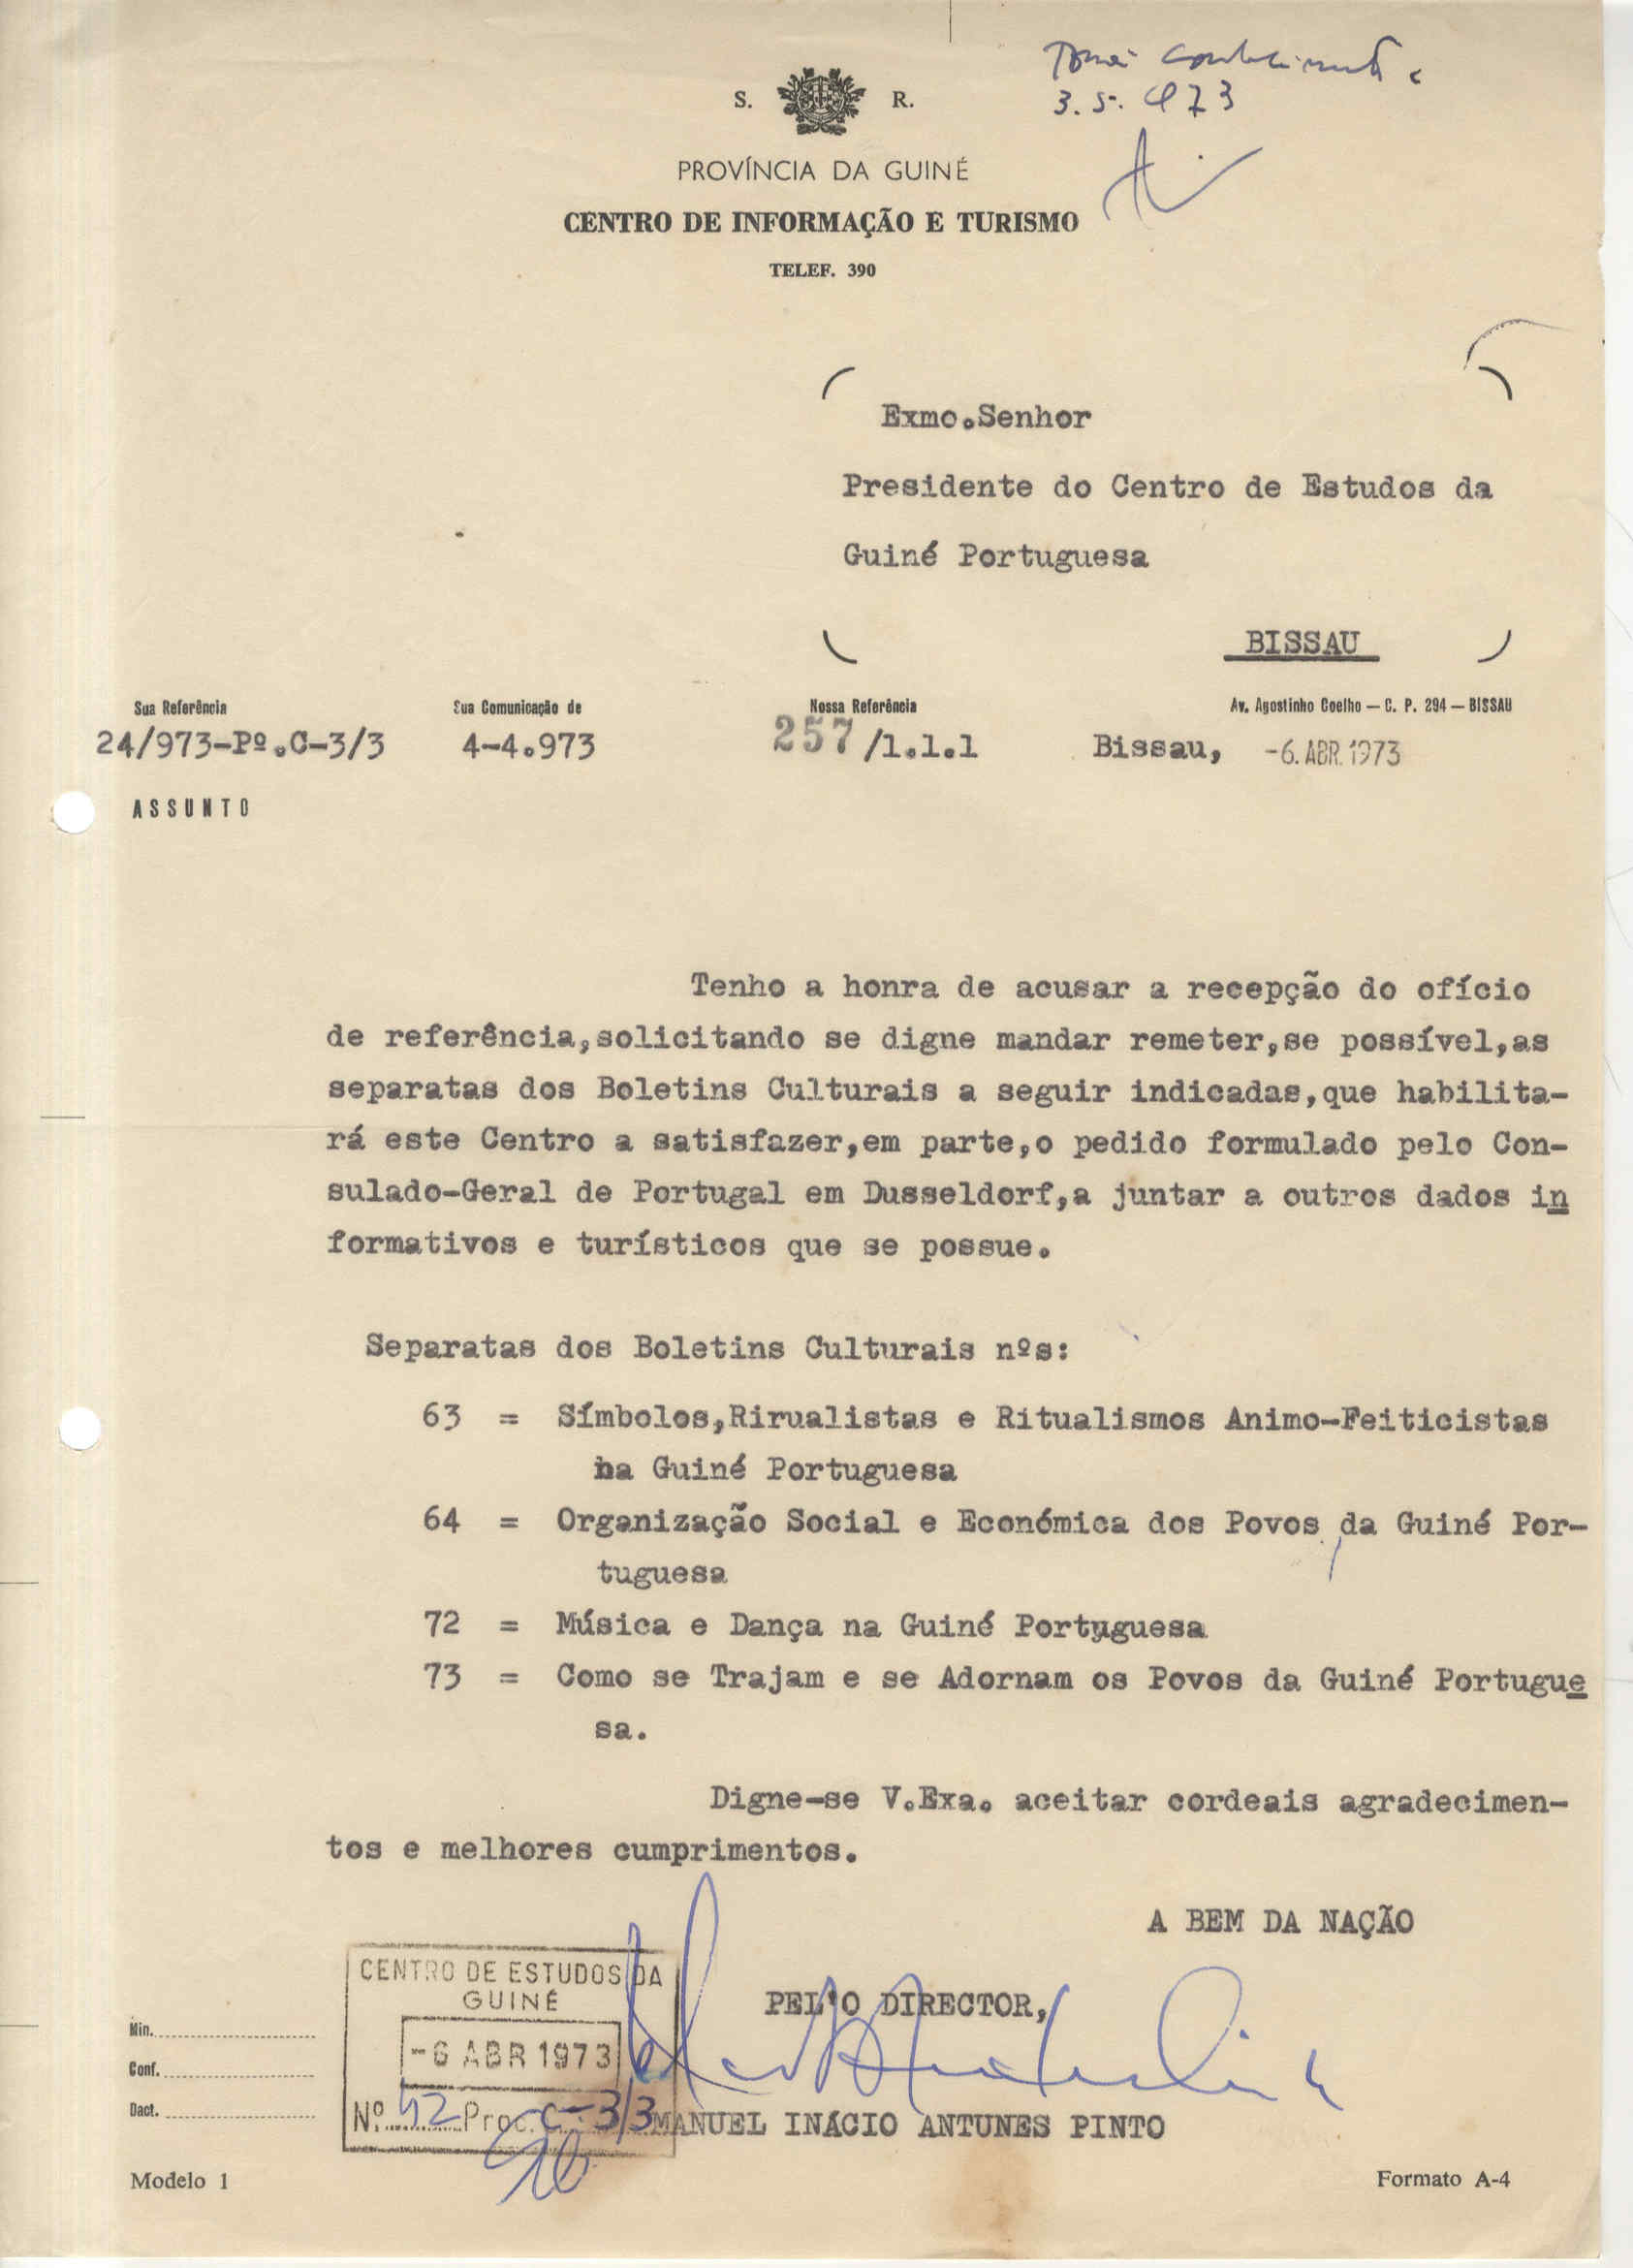 Tomei conhecimento
3.5.973
S. R.
PROVÍNCIA DA GUINÉ
CENTRO DE INFORMAÇÃO E TURISMO
TELEF. 390
Exmo.Senhor
Presidente do Centro de Estudos da
Guiné Portuguesa
BISSAU
Sua Referência Sua Comunicação de Nossa Referência Av. Agostinho Coelho — C. P. 294 — BISSAU
24/973-Pº.C-3/3 4-4.973 257/1.1.1 Bissau, -6. ABR. 1973
ASSUNTO
Tenho a honra de acusar a recepção do ofício
de referência,solicitando se digne mandar remeter,se possível,as
separatas dos Boletins Culturais a seguir indicadas,que habilita-
rá este Centro a satisfazer,em parte,o pedido formulado pelo Con-
sulado-Geral de Portugal em Dusseldorf,a juntar a outros dados in
formativos e turísticos que se possue.
Separatas dos Boletins Culturais nºs:
63 = Símbolos,Rirualistas e Ritualismos Animo-Feiticistas
na Guiné Portuguesa
64 = Organização Social e Económica dos Povos da Guiné Por-
tuguesa
72 = Música e Dança na Guiné Portuguesa
73 = Como se Trajam e se Adornam os Povos da Guiné Portugue
sa.
Digne-se V.Exa. aceitar cordeais agradecimen-
tos e melhores cumprimentos.
A BEM DA NAÇÃO
CENTRO DE ESTUDOS DA
GUINÉ
-6 ABR 1973
Nº 42 Proc. C-3/3
PEL'O DIRECTOR,
MANUEL INÁCIO ANTUNES PINTO
Min.
Conf.
Dact.
Modelo 1 Formato A-4